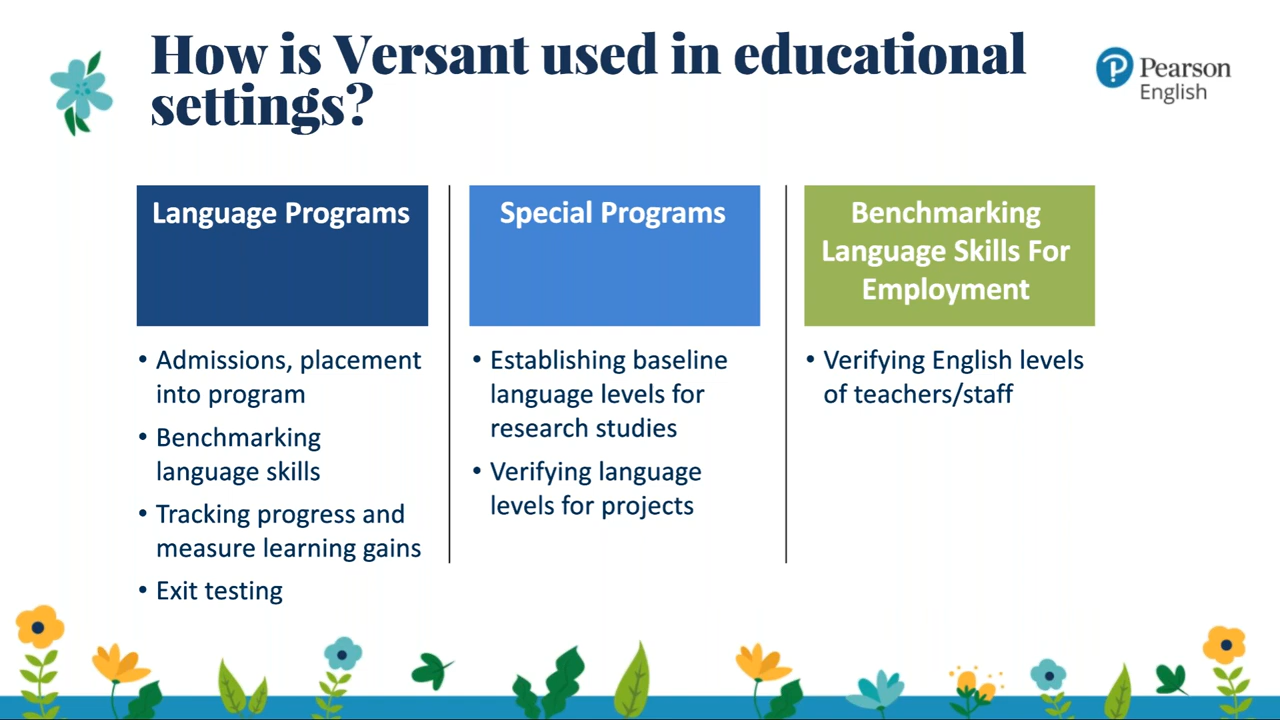 How is Versant used in educational
settings?
Pearson
English
Language Programs
• Admissions, placement
into program
• Benchmarking
language skills
• Tracking progress and
measure learning gains
• Exit testing
Special Programs
• Establishing baseline
language levels for
research studies
• Verifying language
levels for projects
Benchmarking
Language Skills For
Employment
• Verifying English levels
of teachers/staff